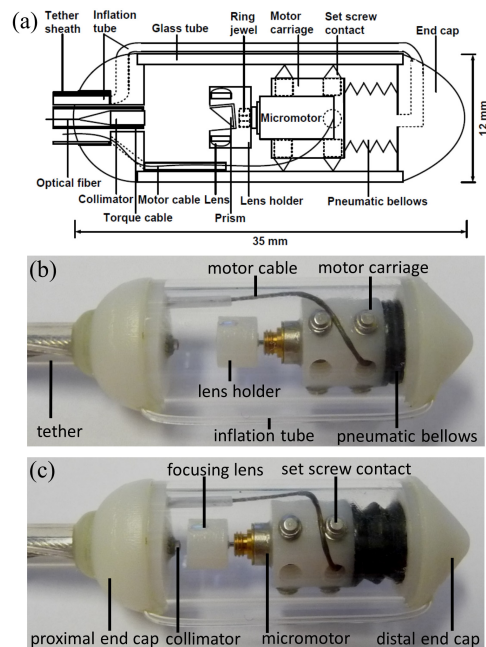 (a)
Tether
sheath
Inflation
tube
Glass tube
Ring
jewel
Motor
carriage
Set screw
contact
End cap
Micromotor
12 mm
Optical fiber
Collimator
Motor cable
Lens
Lens holder
Pneumatic bellows
Torque cable
Prism
35 mm
(b)
motor cable
motor carriage
lens holder
tether
inflation tube
pneumatic bellows
(c)
focusing lens
set screw contact
proximal end cap
collimator
micromotor
distal end cap